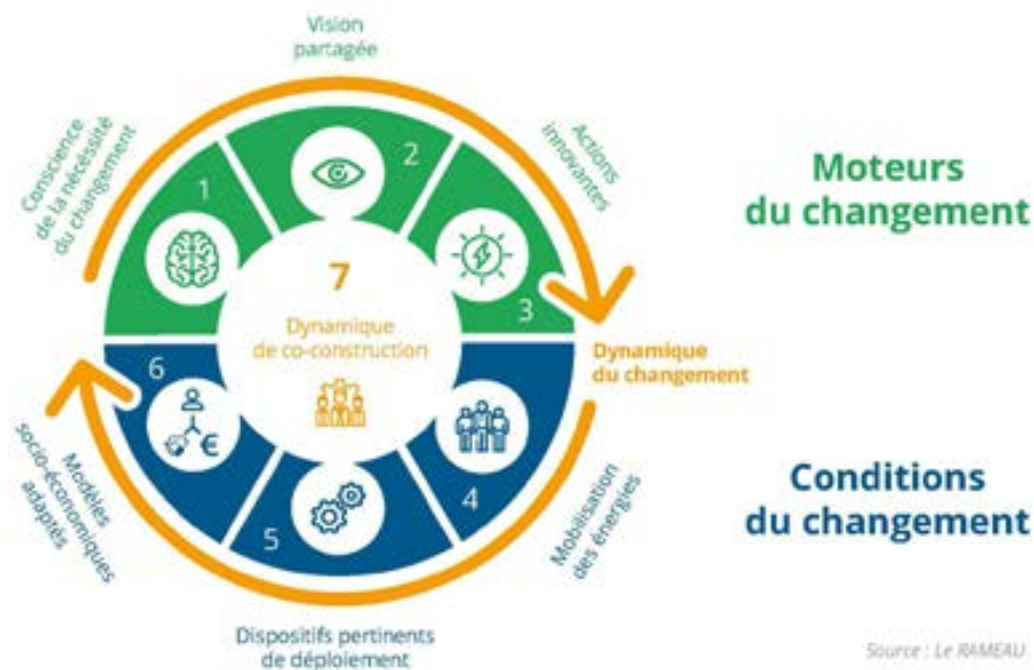 Vision
partagée
Conscience
de la nécéssité
du changement
Actions
innovantes
1
2
3
Moteurs
du changement
7
Dynamique
de co-construction
Dynamique
du changement
6
5
4
Modèles
socio-économiques
adaptés
Mobilisation
des énergies
Conditions
du changement
€
Dispositifs pertinents
de déploiement
Source : Le RAMEAU